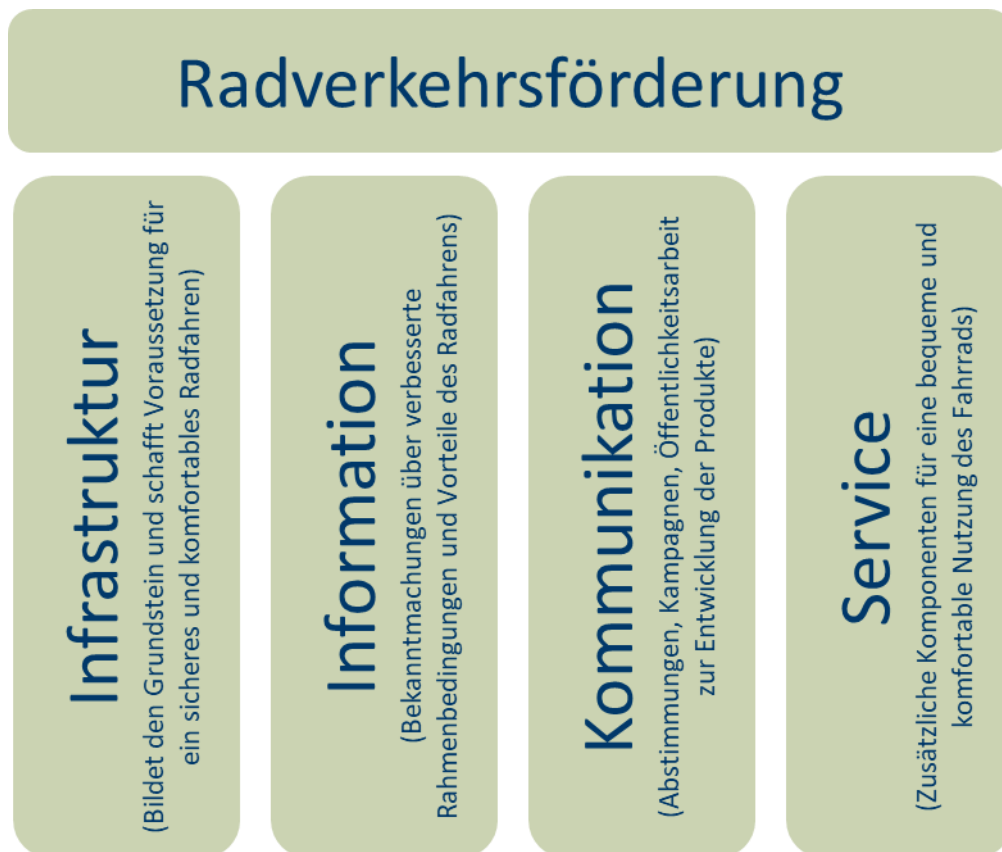 Radverkehrsförderung
Infrastruktur
(Bildet den Grundstein und schafft Voraussetzung für
ein sicheres und komfortables Radfahren)
Information
(Bekanntmachungen über verbesserte
Rahmenbedingungen und Vorteile des Radfahrens)
Kommunikation
(Abstimmungen, Kampagnen, Öffentlichkeitsarbeit
zur Entwicklung der Produkte)
Service
(Zusätzliche Komponenten für eine bequeme und
komfortable Nutzung des Fahrrads)